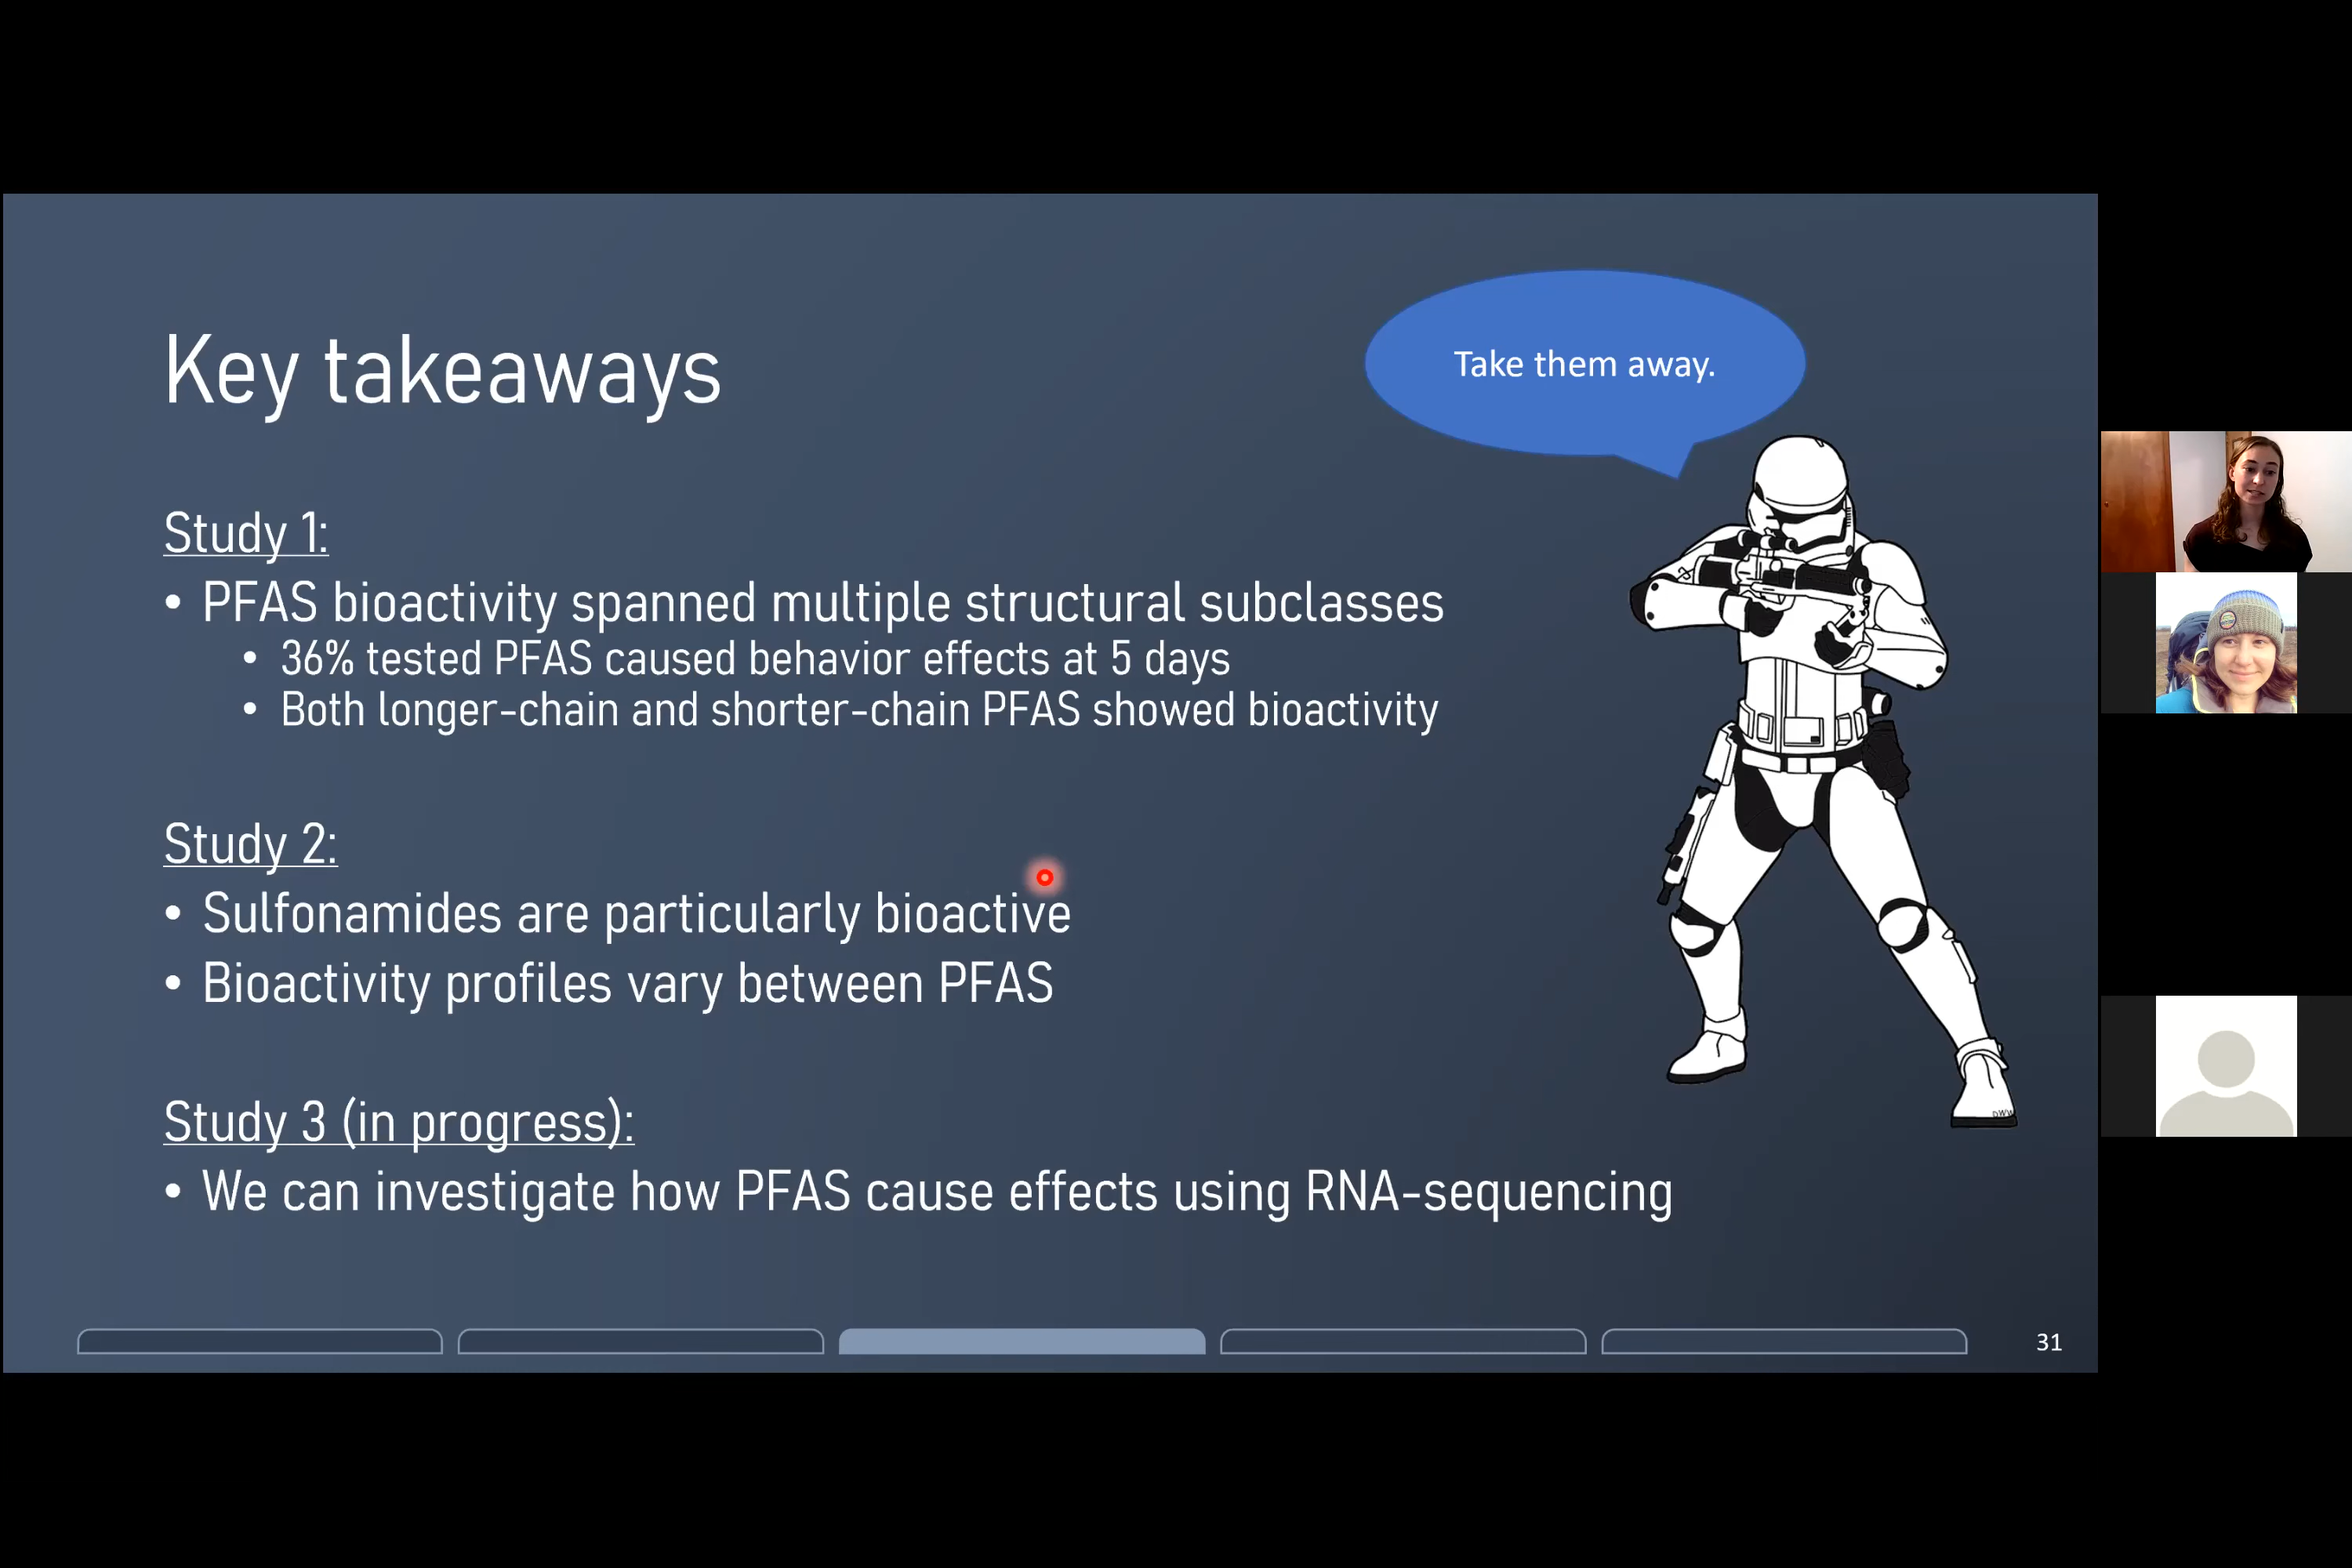 Take them away.
Key takeaways
Study 1:
• PFAS bioactivity spanned multiple structural subclasses
• 36% tested PFAS caused behavior effects at 5 days
• Both longer-chain and shorter-chain PFAS showed bioactivity
Study 2:
• Sulfonamides are particularly bioactive
• Bioactivity profiles vary between PFAS
Study 3 (in progress):
• We can investigate how PFAS cause effects using RNA-sequencing
31